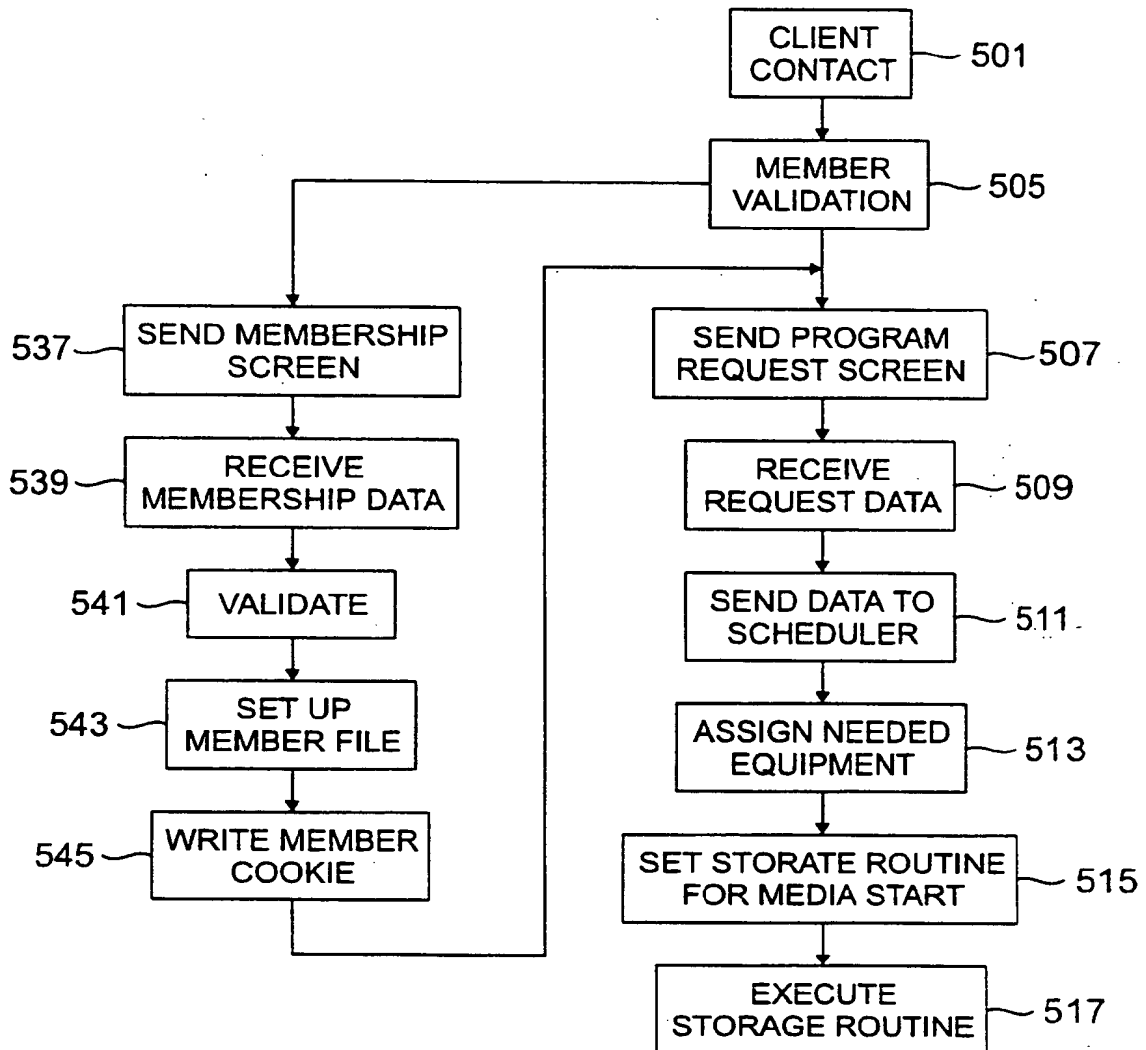 CLIENT
CONTACT
501
MEMBER
VALIDATION
505
537
SEND MEMBERSHIP
SCREEN
539
RECEIVE
MEMBERSHIP DATA
541
VALIDATE
543
SET UP
MEMBER FILE
545
WRITE MEMBER
COOKIE
SEND PROGRAM
REQUEST SCREEN
507
RECEIVE
REQUEST DATA
509
SEND DATA TO
SCHEDULER
511
ASSIGN NEEDED
EQUIPMENT
513
SET STORATE ROUTINE
FOR MEDIA START
515
EXECUTE
STORAGE ROUTINE
517